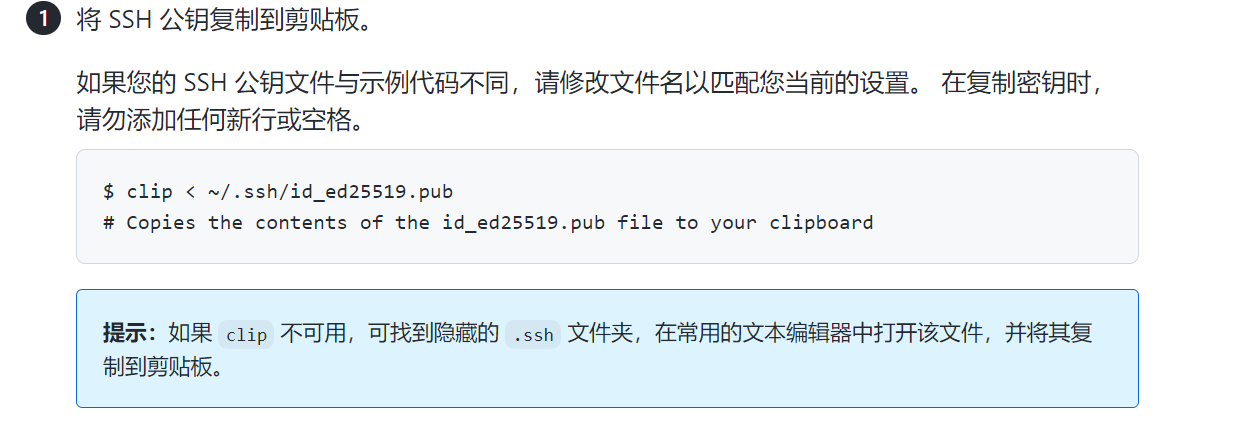 1 将 SSH 公钥复制到剪贴板。
如果您的 SSH 公钥文件与示例代码不同，请修改文件名以匹配您当前的设置。 在复制密钥时，
请勿添加任何新行或空格。
$ clip < ~/.ssh/id_ed25519.pub
# Copies the contents of the id_ed25519.pub file to your clipboard
提示：如果 clip 不可用，可找到隐藏的 .ssh 文件夹，在常用的文本编辑器中打开该文件，并将其复
制到剪贴板。